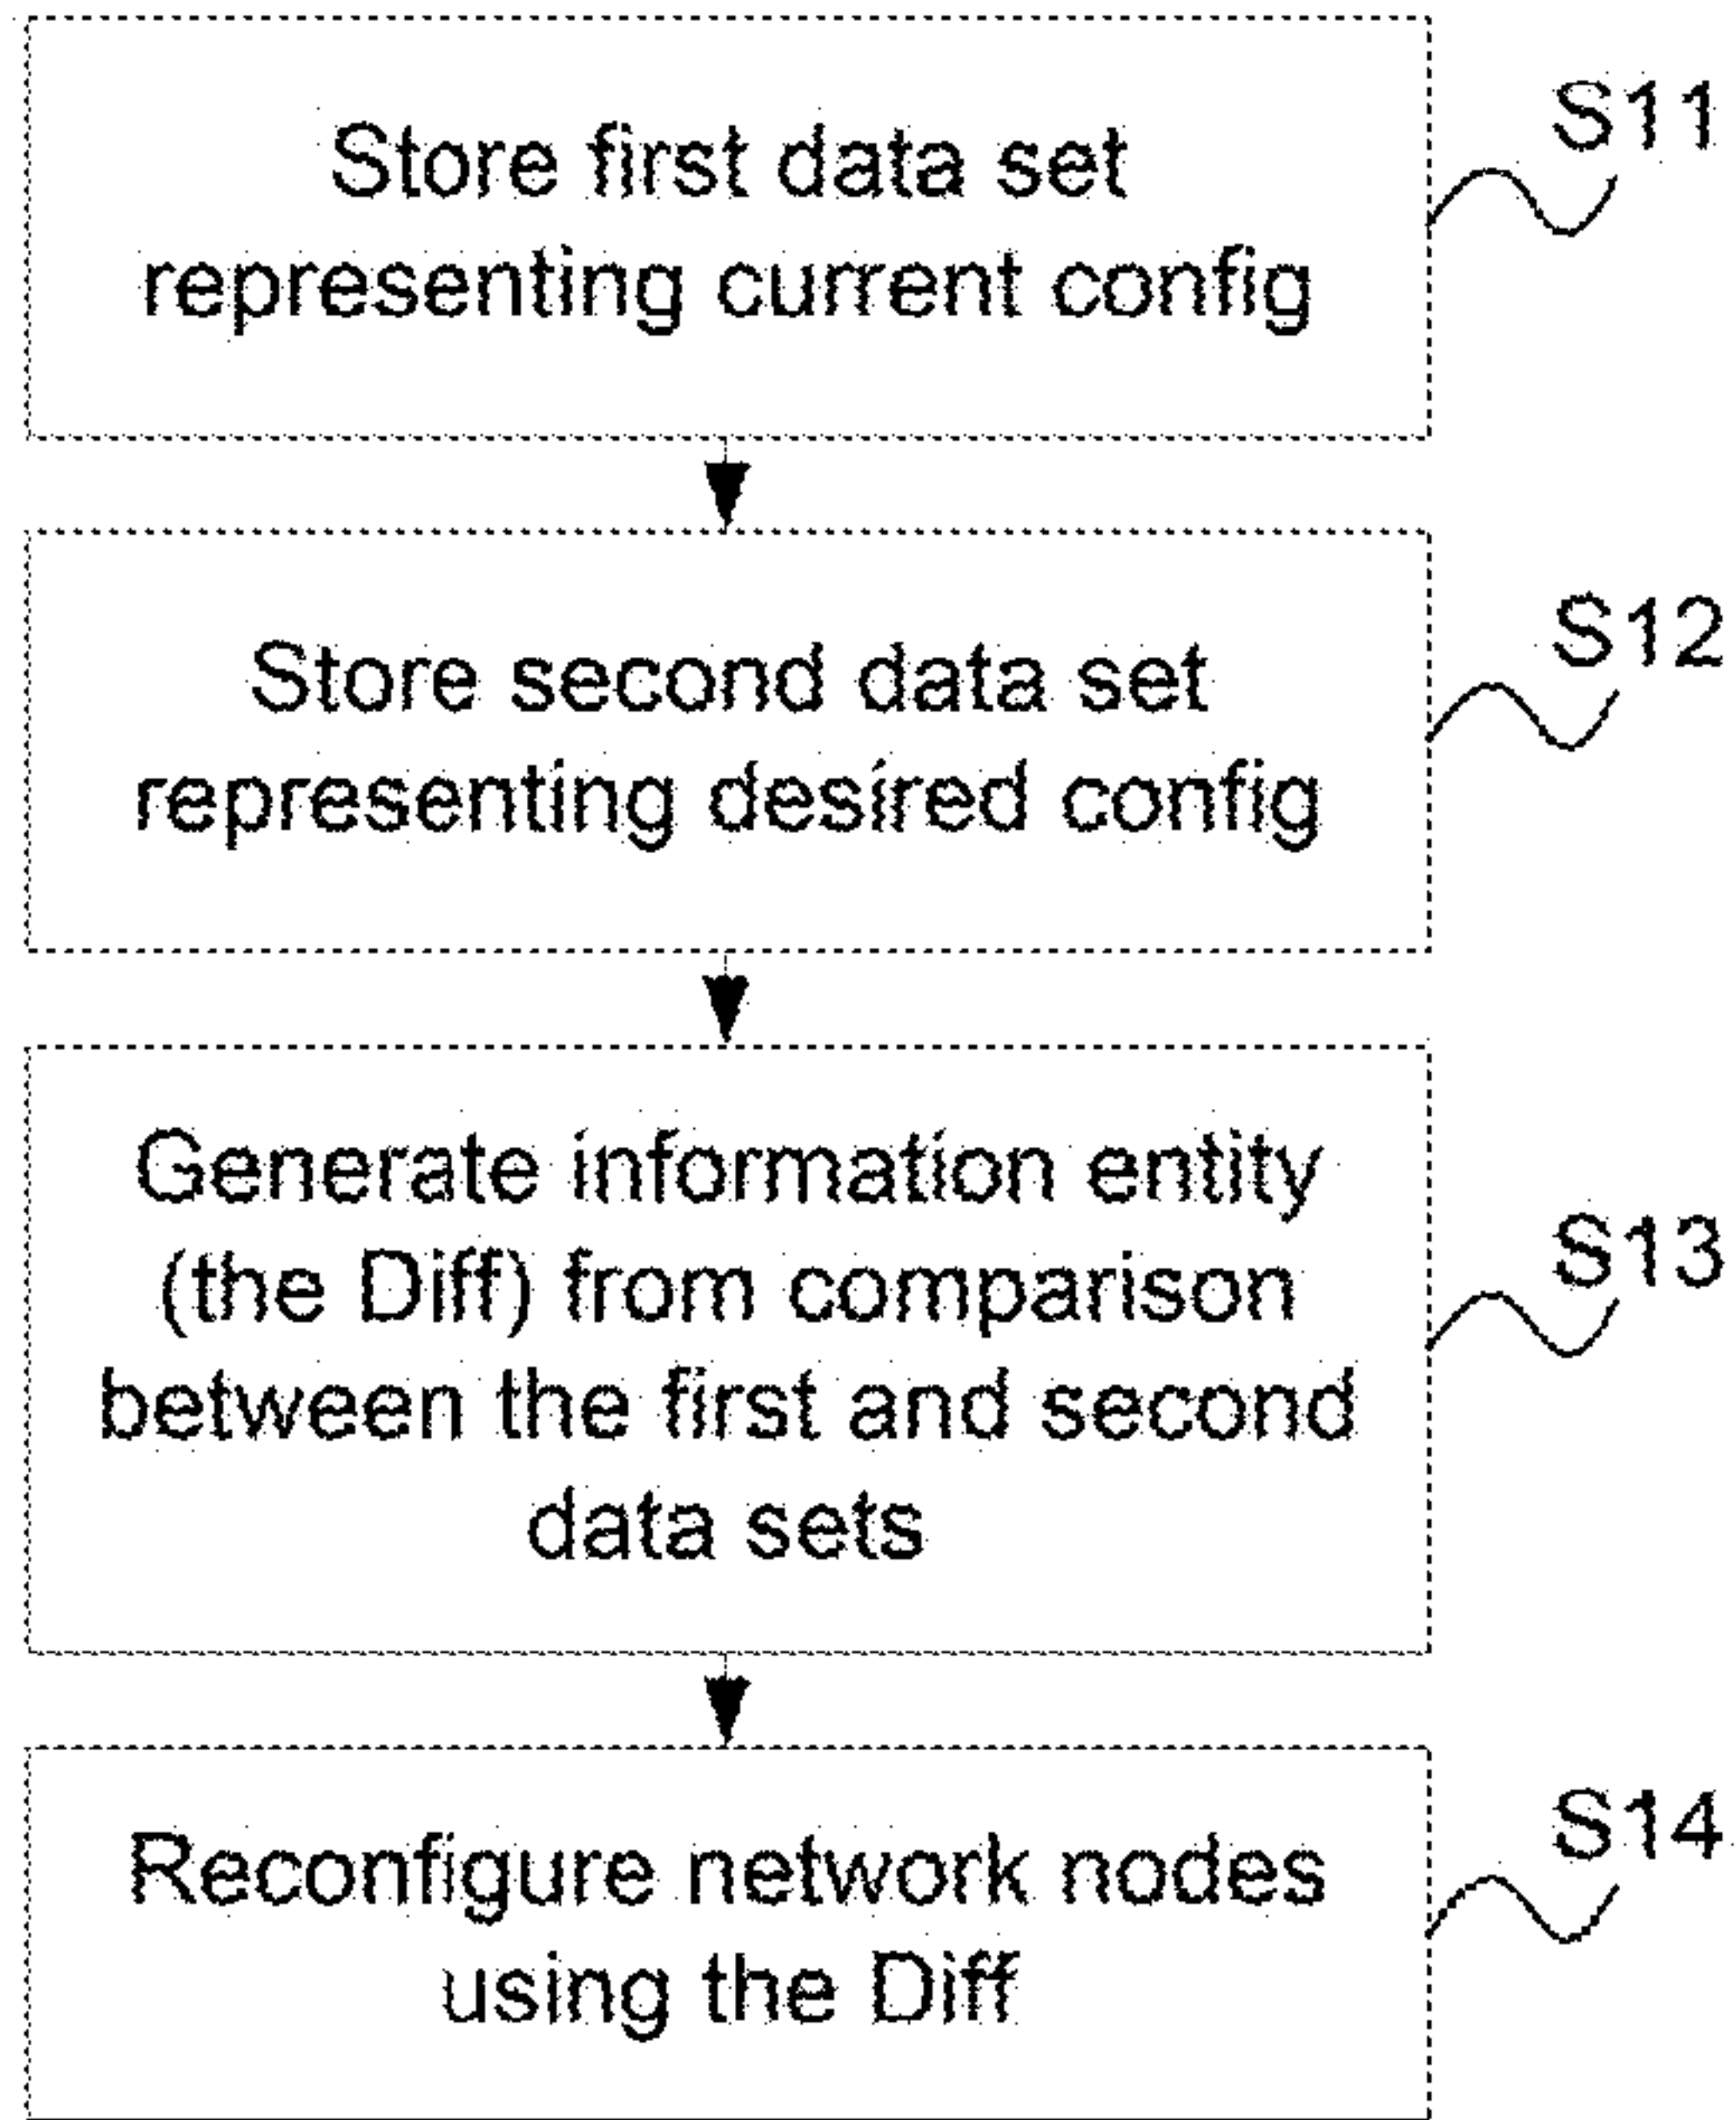 Store first data set
representing current config
S11
Store second data set
representing desired config
S12
Generate information entity
(the Diff) from comparison
between the first and second
data sets
S13
Reconfigure network nodes
using the Diff
S14